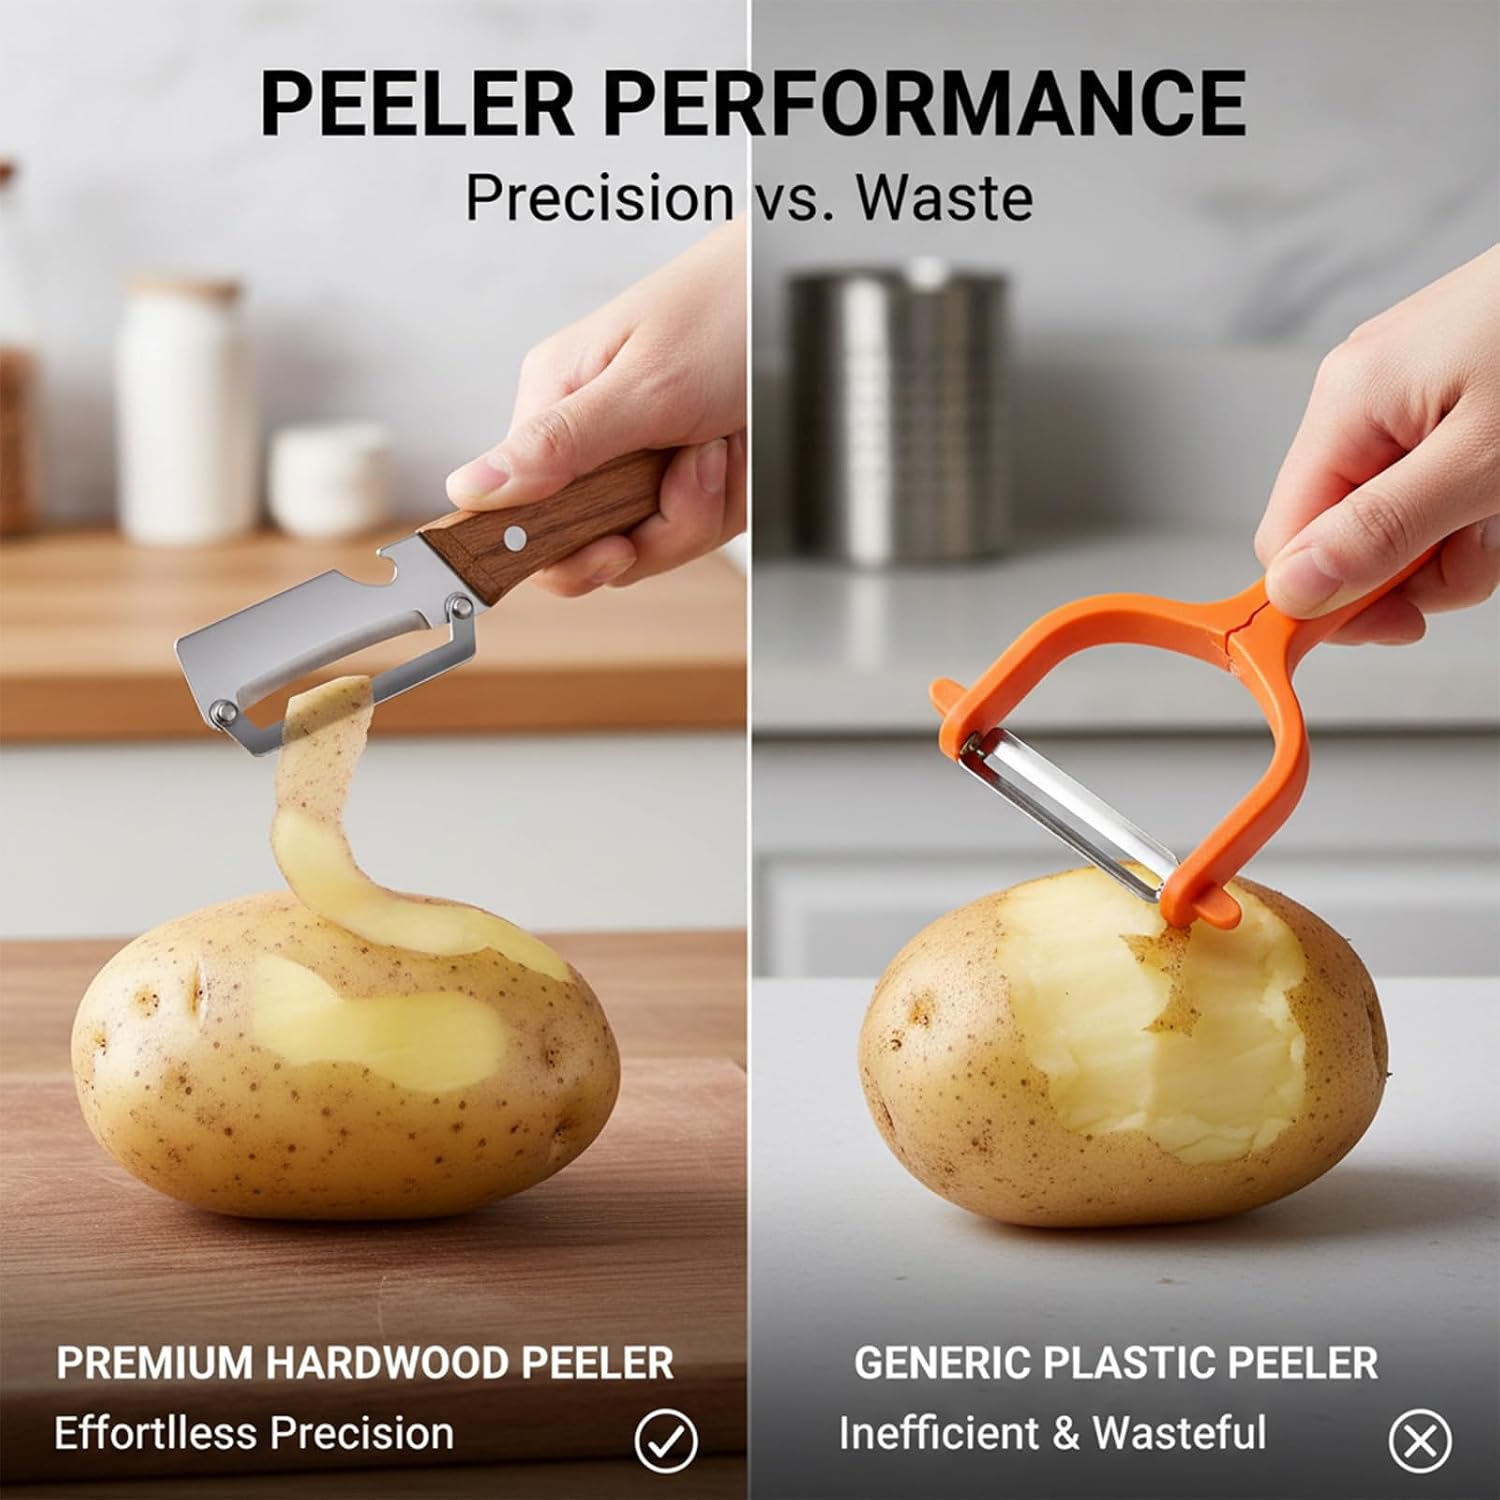 PEELER PERFORMANCE
Precision vs. Waste
PREMIUM HARDWOOD PEELER
Effortlless Precision
GENERIC PLASTIC PEELER
Inefficient & Wasteful